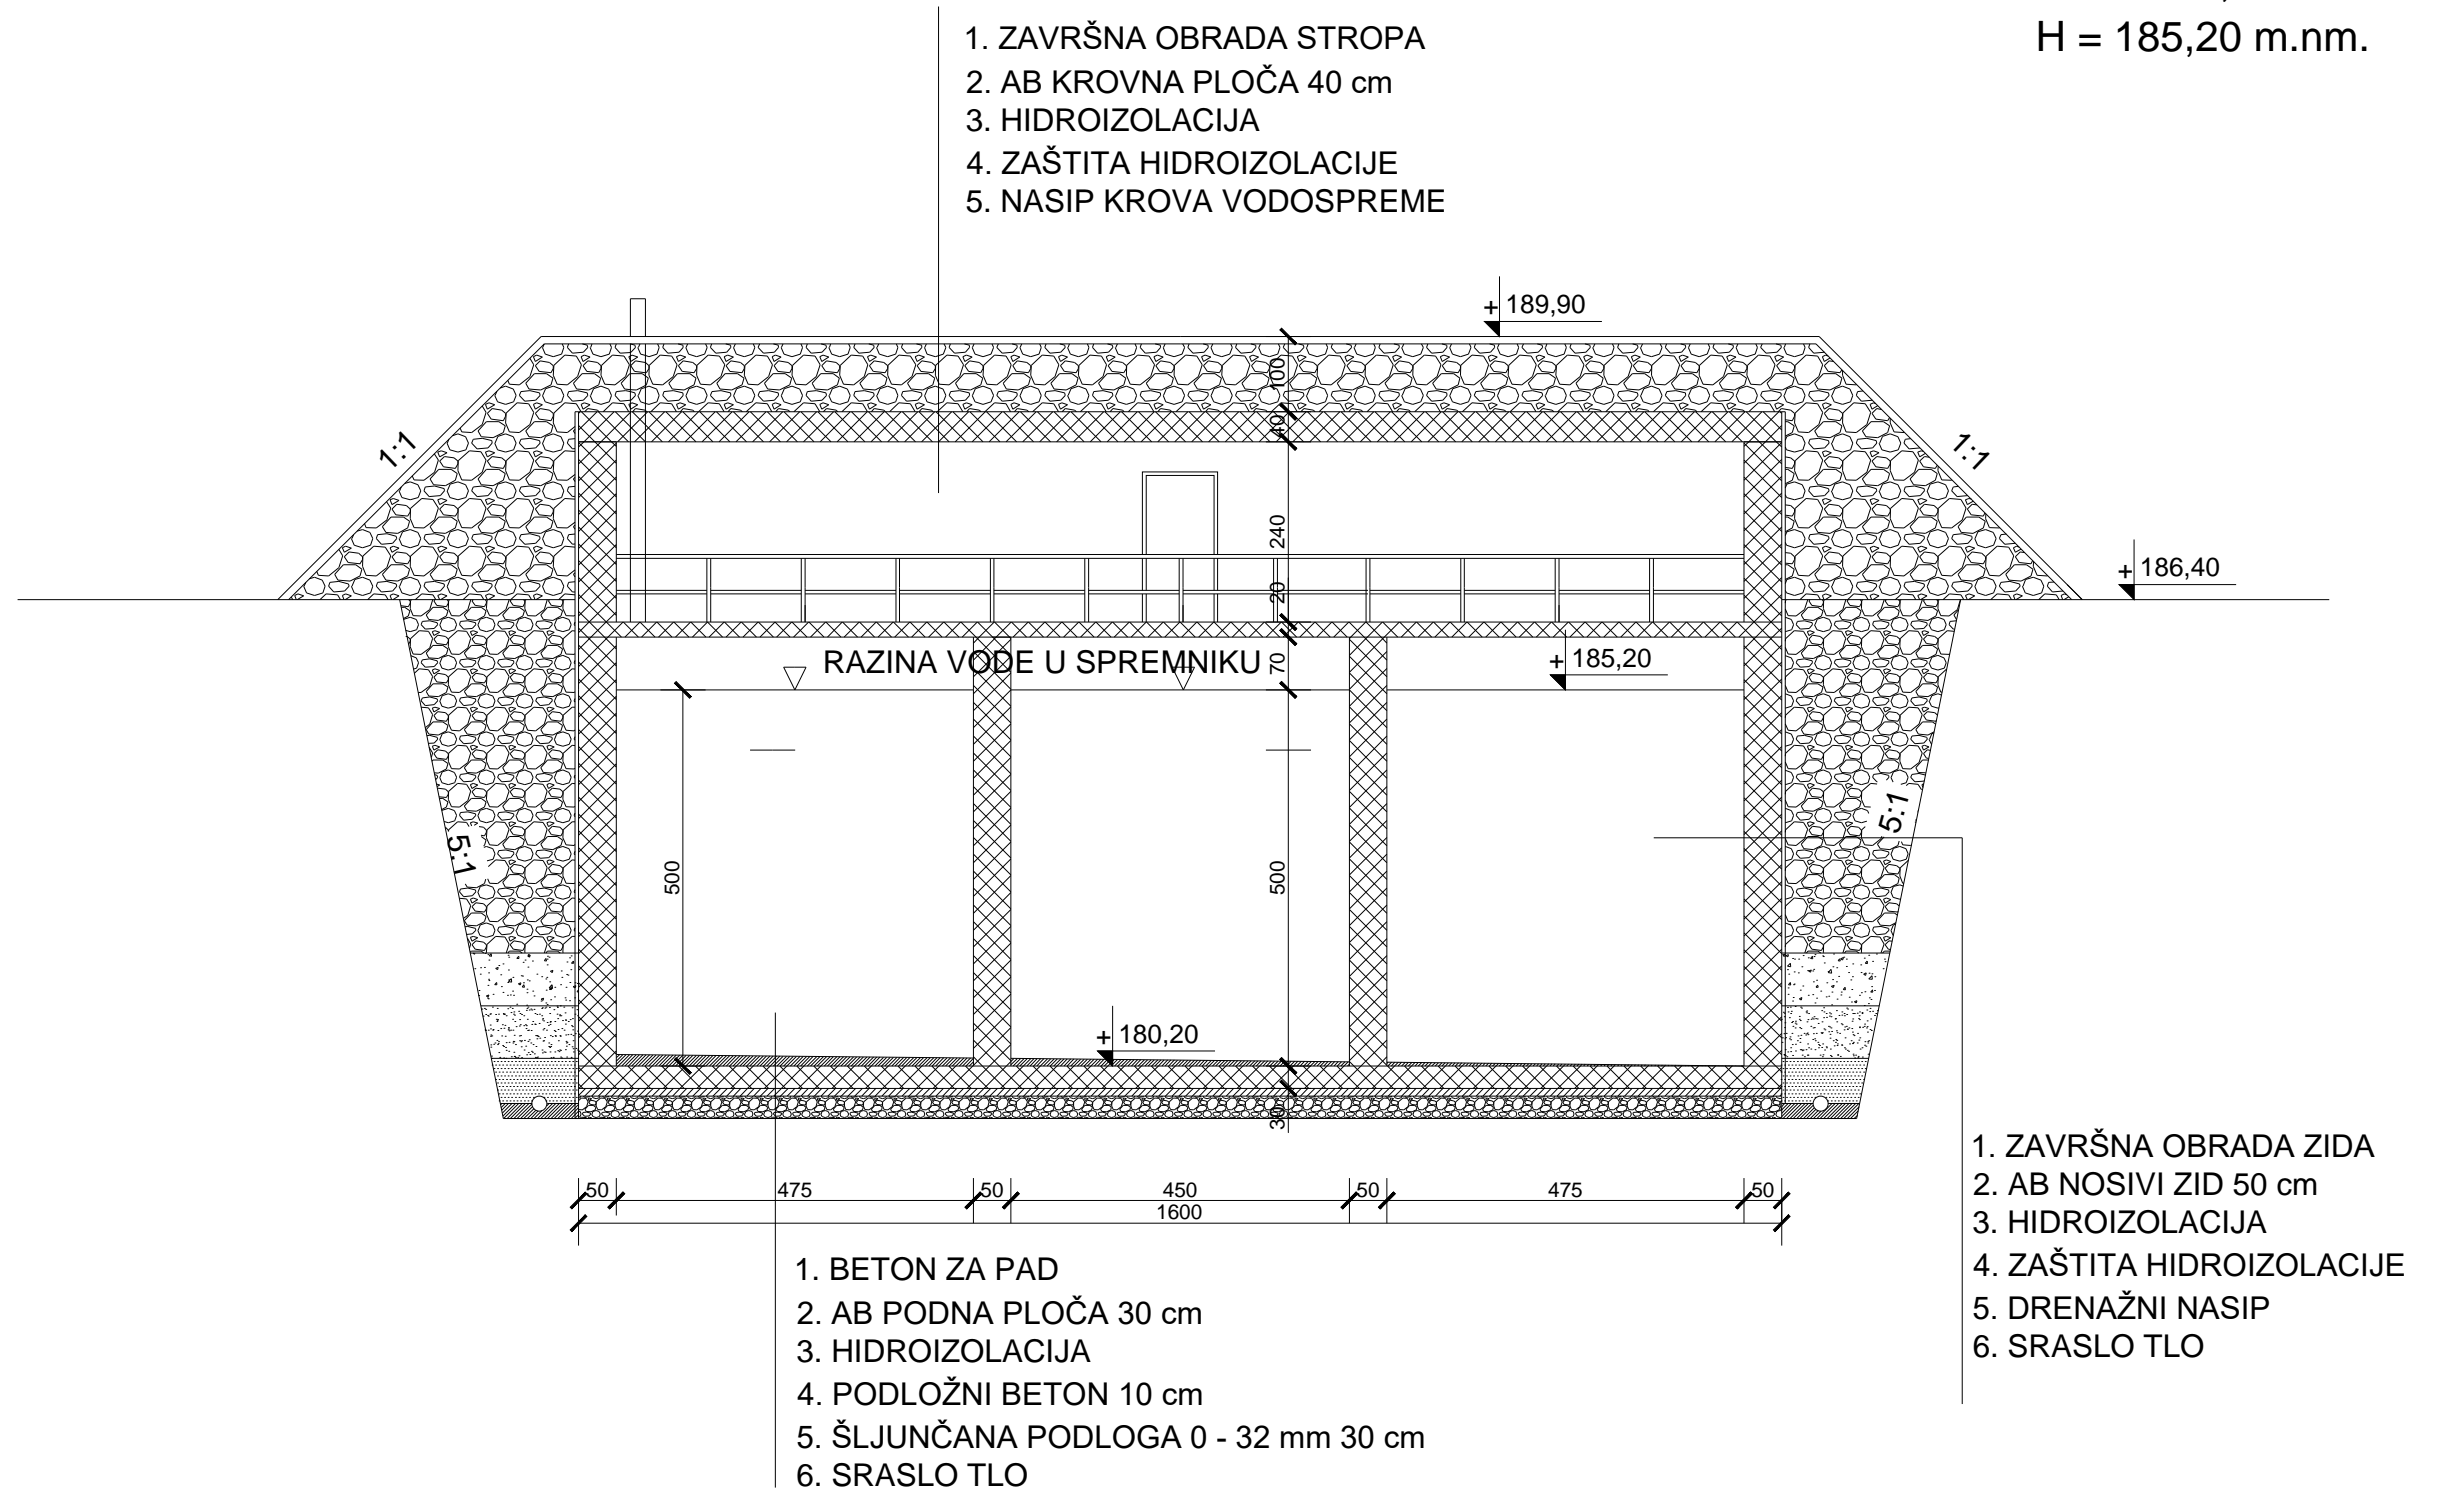 H = 185,20 m.nm.
1. ZAVRŠNA OBRADA STROPA
2. AB KROVNA PLOČA 40 cm
3. HIDROIZOLACIJA
4. ZAŠTITA HIDROIZOLACIJE
5. NASIP KROVA VODOSPREME
+ 189,90
100
40
1:1
1:1
240
+ 186,40
20
RAZINA VODE U SPREMNIKU
70
+ 185,20
5:1
5:1
500
500
+ 180,20
30
50
475
50
450
50
475
50
1600
1. ZAVRŠNA OBRADA ZIDA
2. AB NOSIVI ZID 50 cm
3. HIDROIZOLACIJA
4. ZAŠTITA HIDROIZOLACIJE
5. DRENAŽNI NASIP
6. SRASLO TLO
1. BETON ZA PAD
2. AB PODNA PLOČA 30 cm
3. HIDROIZOLACIJA
4. PODLOŽNI BETON 10 cm
5. ŠLJUNČANA PODLOGA 0 - 32 mm 30 cm
6. SRASLO TLO